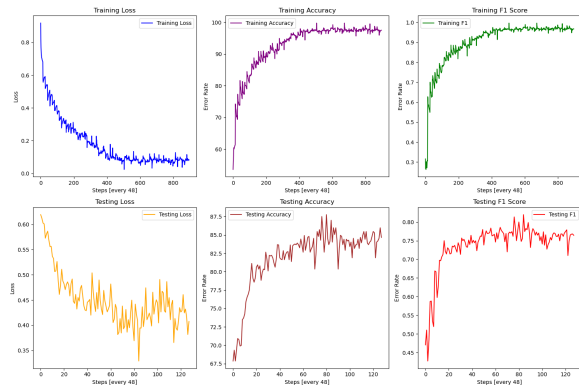 Training Loss
Training Loss
Loss
0.8
0.6
0.4
0.2
0.0
0 200 400 600 800
Steps [every 48]
Training Accuracy
Training Accuracy
Error Rate
100
90
80
70
60
0 200 400 600 800
Steps [every 48]
Training F1 Score
Training F1
Error Rate
1.0
0.9
0.8
0.7
0.6
0.5
0.4
0.3
0 200 400 600 800
Steps [every 48]
Testing Loss
Testing Loss
Loss
0.60
0.55
0.50
0.45
0.40
0.35
0 20 40 60 80 100 120
Steps [every 48]
Testing Accuracy
Testing Accuracy
Error Rate
87.5
85.0
82.5
80.0
77.5
75.0
72.5
70.0
67.5
0 20 40 60 80 100 120
Steps [every 48]
Testing F1 Score
Testing F1
Error Rate
0.80
0.75
0.70
0.65
0.60
0.55
0.50
0.45
0 20 40 60 80 100 120
Steps [every 48]